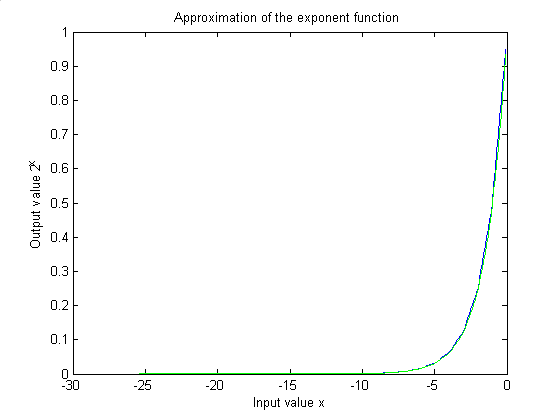 Approximation of the exponent function
1
0.9
0.8
0.7
0.6
0.5
0.4
0.3
0.2
0.1
0
Output value 2^x
-30 -25 -20 -15 -10 -5 0
Input value x